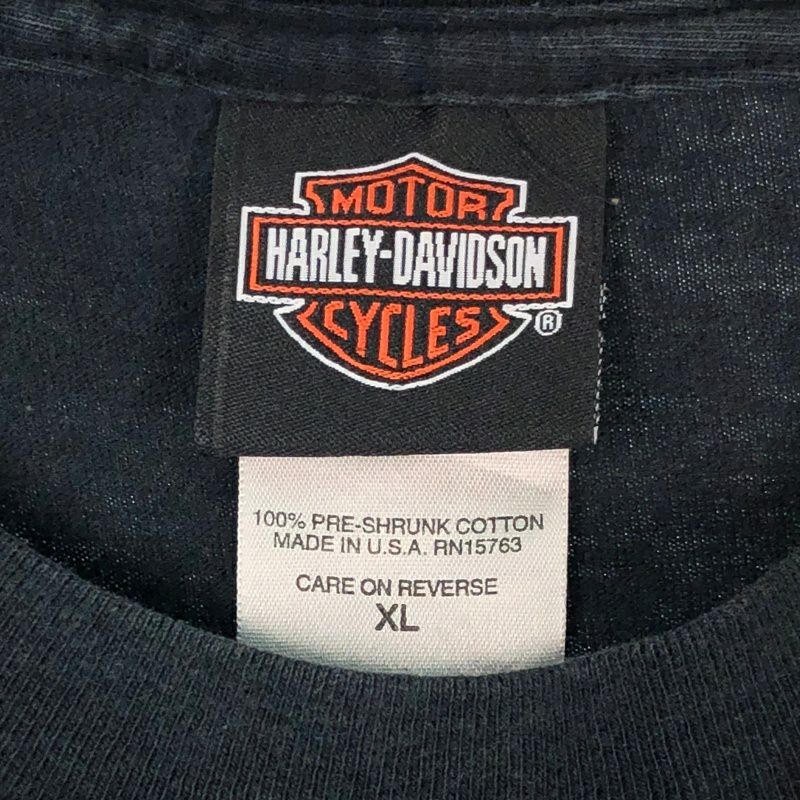 MOTOR
HARLEY-DAVIDSON
CYCLES
®
100% PRE-SHRUNK COTTON
MADE IN U.S.A. RN15763
CARE ON REVERSE
XL